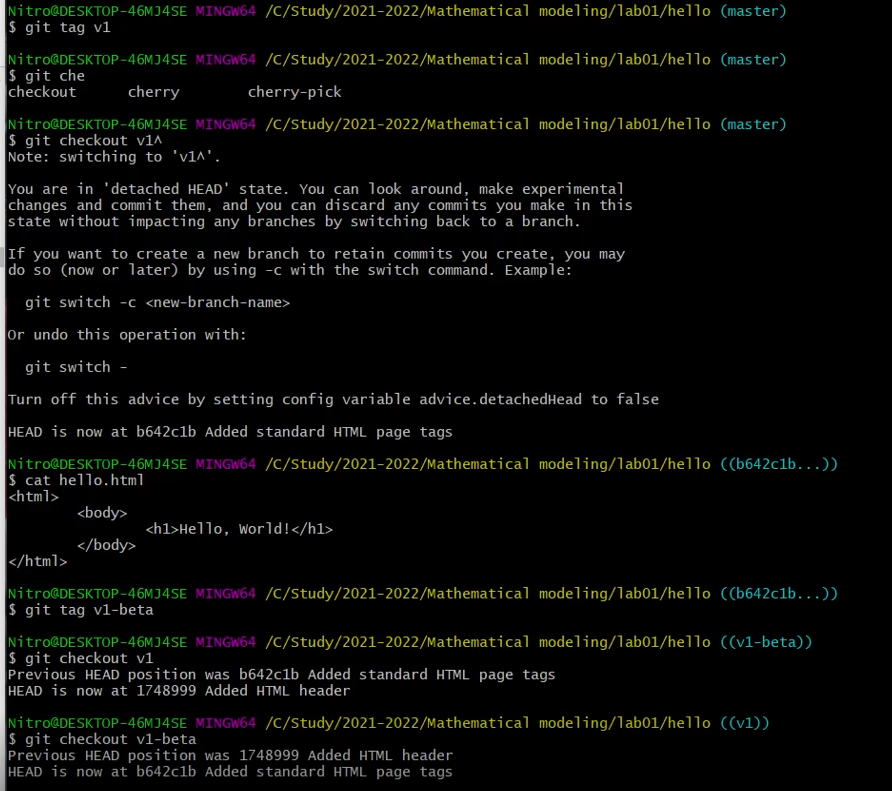 Nitro@DESKTOP-46MJ4SE MINGW64 /C/Study/2021-2022/Mathematical modeling/lab01/hello (master)
$ git tag v1
Nitro@DESKTOP-46MJ4SE MINGW64 /C/Study/2021-2022/Mathematical modeling/lab01/hello (master)
$ git che
checkout      cherry        cherry-pick
Nitro@DESKTOP-46MJ4SE MINGW64 /C/Study/2021-2022/Mathematical modeling/lab01/hello (master)
$ git checkout v1^
Note: switching to 'v1^'.
You are in 'detached HEAD' state. You can look around, make experimental
changes and commit them, and you can discard any commits you make in this
state without impacting any branches by switching back to a branch.
If you want to create a new branch to retain commits you create, you may
do so (now or later) by using -c with the switch command. Example:
  git switch -c <new-branch-name>
Or undo this operation with:
  git switch -
Turn off this advice by setting config variable advice.detachedHead to false
HEAD is now at b642c1b Added standard HTML page tags
Nitro@DESKTOP-46MJ4SE MINGW64 /C/Study/2021-2022/Mathematical modeling/lab01/hello ((b642c1b...))
$ cat hello.html
<html>
        <body>
                <h1>Hello, World!</h1>
        </body>
</html>
Nitro@DESKTOP-46MJ4SE MINGW64 /C/Study/2021-2022/Mathematical modeling/lab01/hello ((b642c1b...))
$ git tag v1-beta
Nitro@DESKTOP-46MJ4SE MINGW64 /C/Study/2021-2022/Mathematical modeling/lab01/hello ((v1-beta))
$ git checkout v1
Previous HEAD position was b642c1b Added standard HTML page tags
HEAD is now at 1748999 Added HTML header
Nitro@DESKTOP-46MJ4SE MINGW64 /C/Study/2021-2022/Mathematical modeling/lab01/hello ((v1))
$ git checkout v1-beta
Previous HEAD position was 1748999 Added HTML header
HEAD is now at b642c1b Added standard HTML page tags